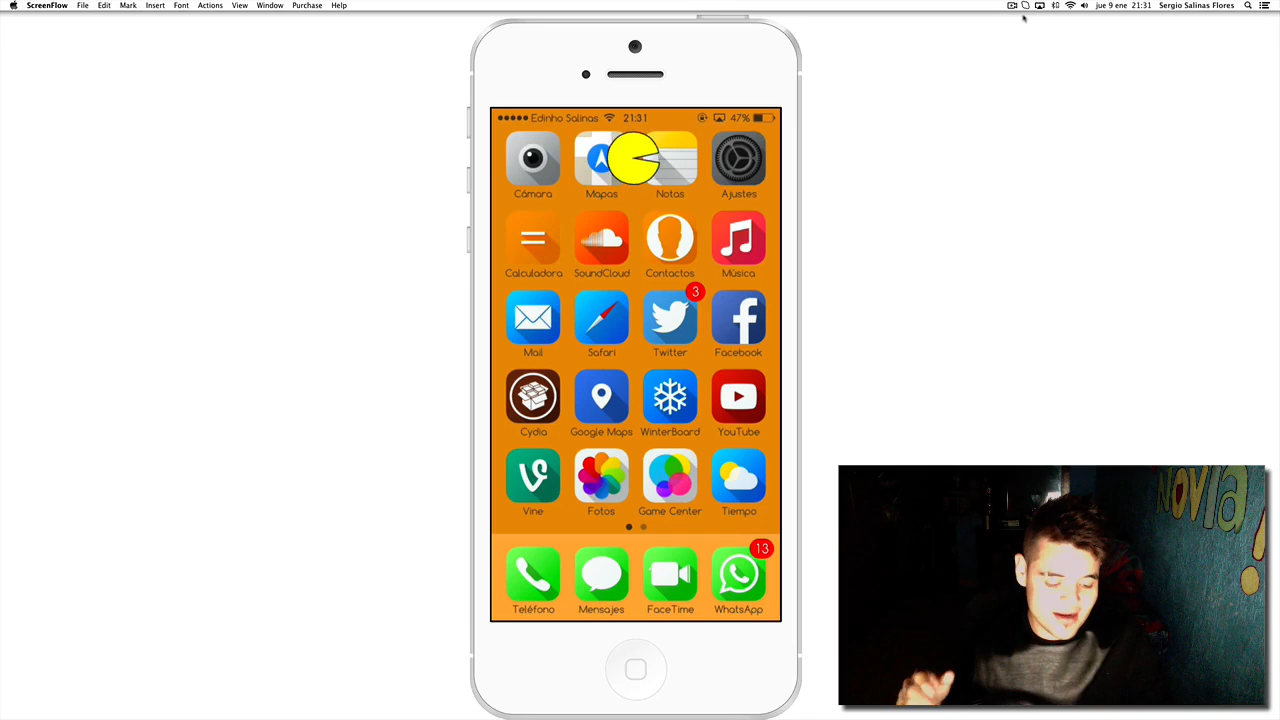 ScreenFlow File Edit Mark Insert Font Actions View Window Purchase Help jue 9 ene 21:31 Sergio Salinas Flores
Edinho Salinas 21:31 47%
Cámara Mapas Notas Ajustes
Calculadora SoundCloud Contactos Música
3
Mail Safari Twitter Facebook
Cydia Google Maps WinterBoard YouTube
Vine Fotos Game Center Tiempo
13
Teléfono Mensajes FaceTime WhatsApp
NOVIA!